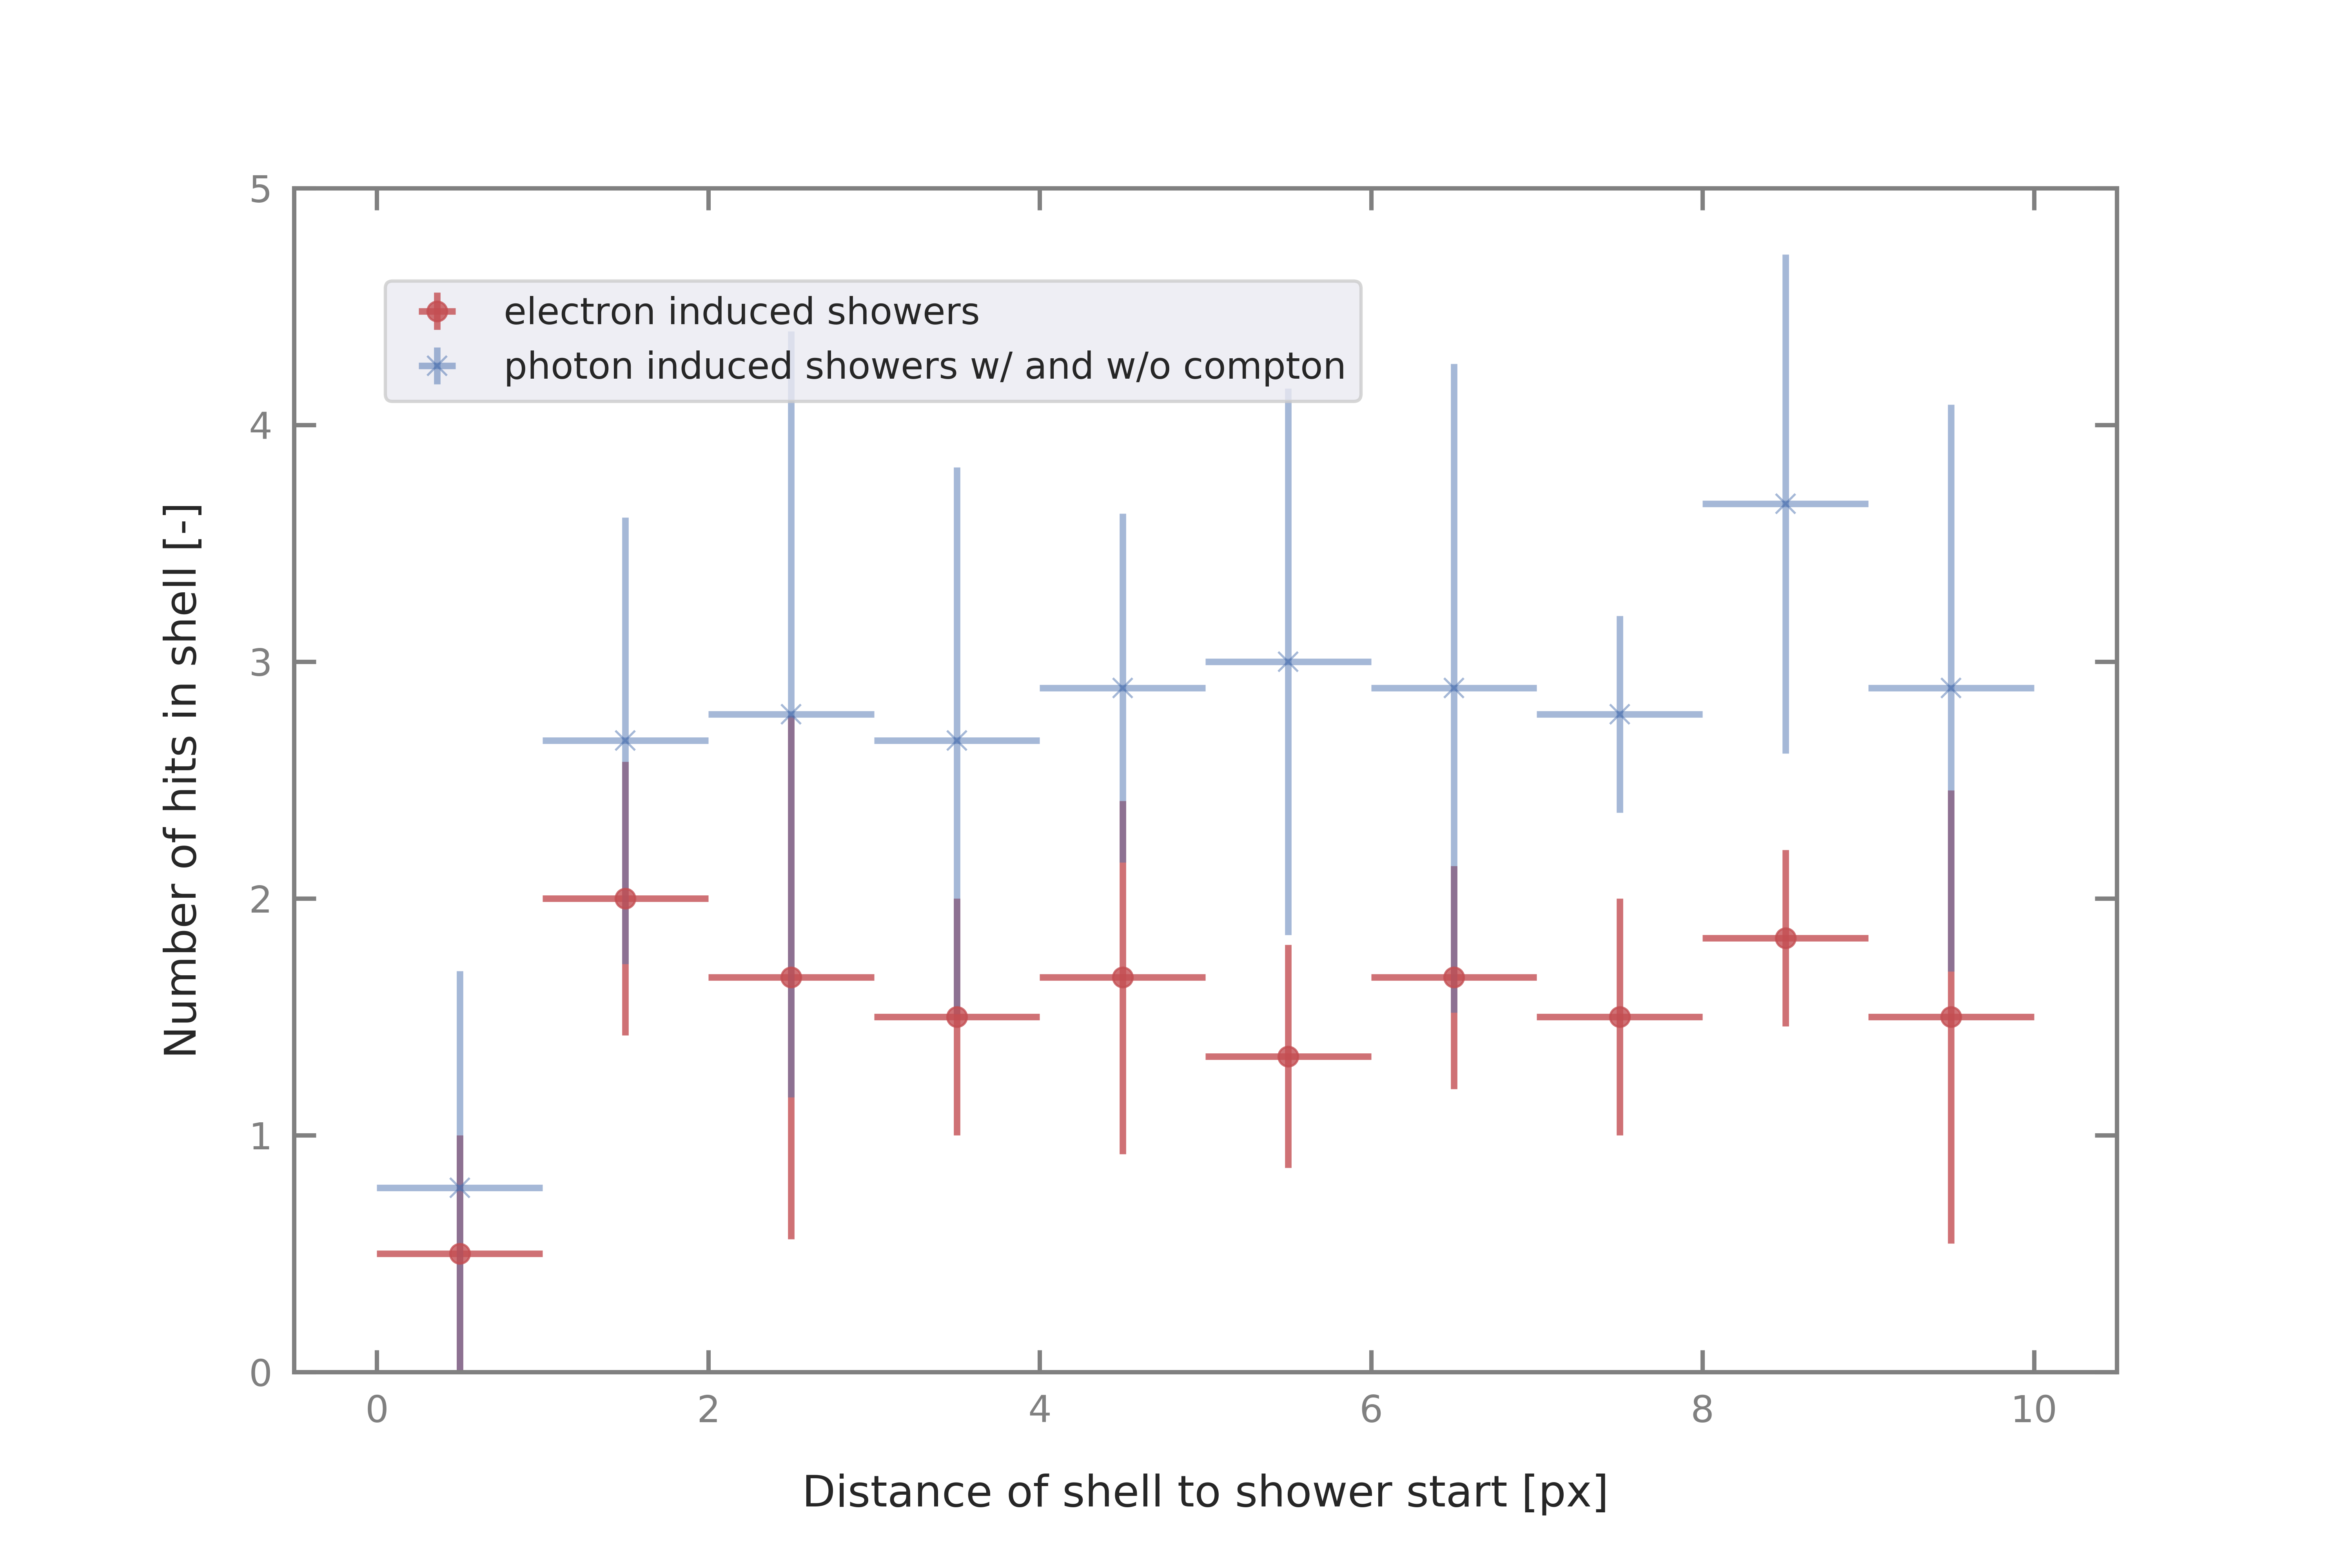 5
4
3
2
1
0
electron induced showers
photon induced showers w/ and w/o compton
Number of hits in shell [-]
0 2 4 6 8 10
Distance of shell to shower start [px]